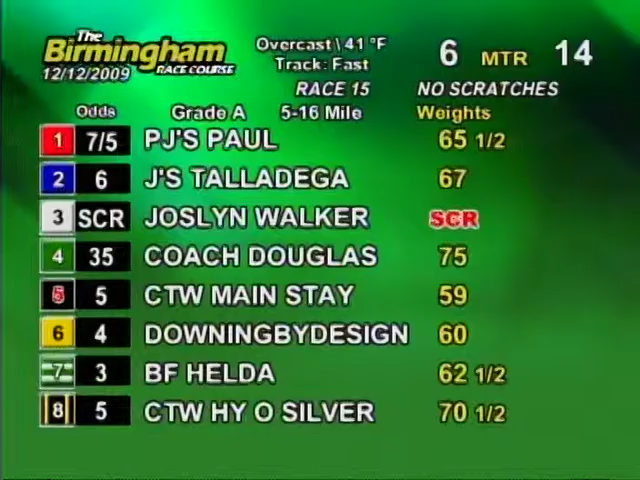 The
Birmingham
RACE COURSE
12/12/2009
Overcast \ 41 °F
Track: Fast
6 MTR 14
RACE 15 NO SCRATCHES
Odds Grade A 5-16 Mile Weights
1 7/5 PJ'S PAUL 65 1/2
2 6 J'S TALLADEGA 67
3 SCR JOSLYN WALKER SCR
4 35 COACH DOUGLAS 75
5 5 CTW MAIN STAY 59
6 4 DOWNINGBYDESIGN 60
7 3 BF HELDA 62 1/2
8 5 CTW HY O SILVER 70 1/2